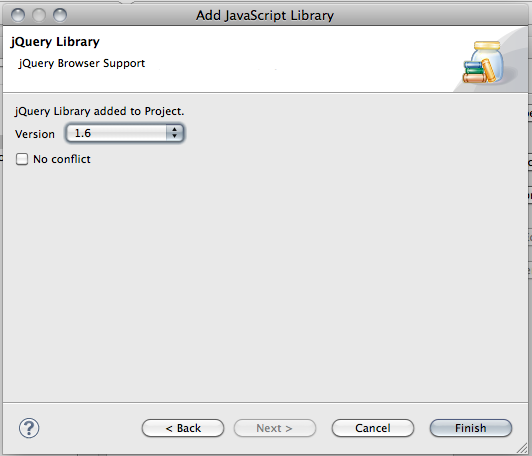 Add JavaScript Library
jQuery Library
jQuery Browser Support
jQuery Library added to Project.
Version 1.6
No conflict
? < Back Next > Cancel Finish